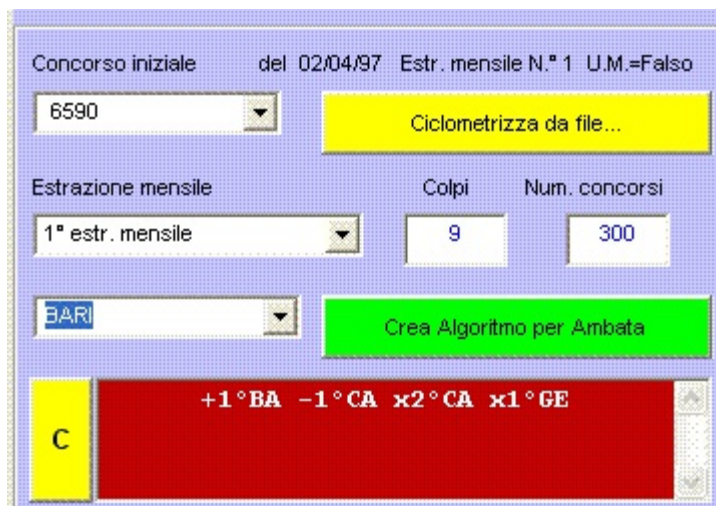 Concorso iniziale del 02/04/97 Estr. mensile N.° 1 U.M.=Falso
6590
Ciclometrizza da file...
Estrazione mensile Colpi Num. concorsi
1° estr. mensile 9 300
BARI
Crea Algoritmo per Ambata
C
+1°BA -1°CA x2°CA x1°GE